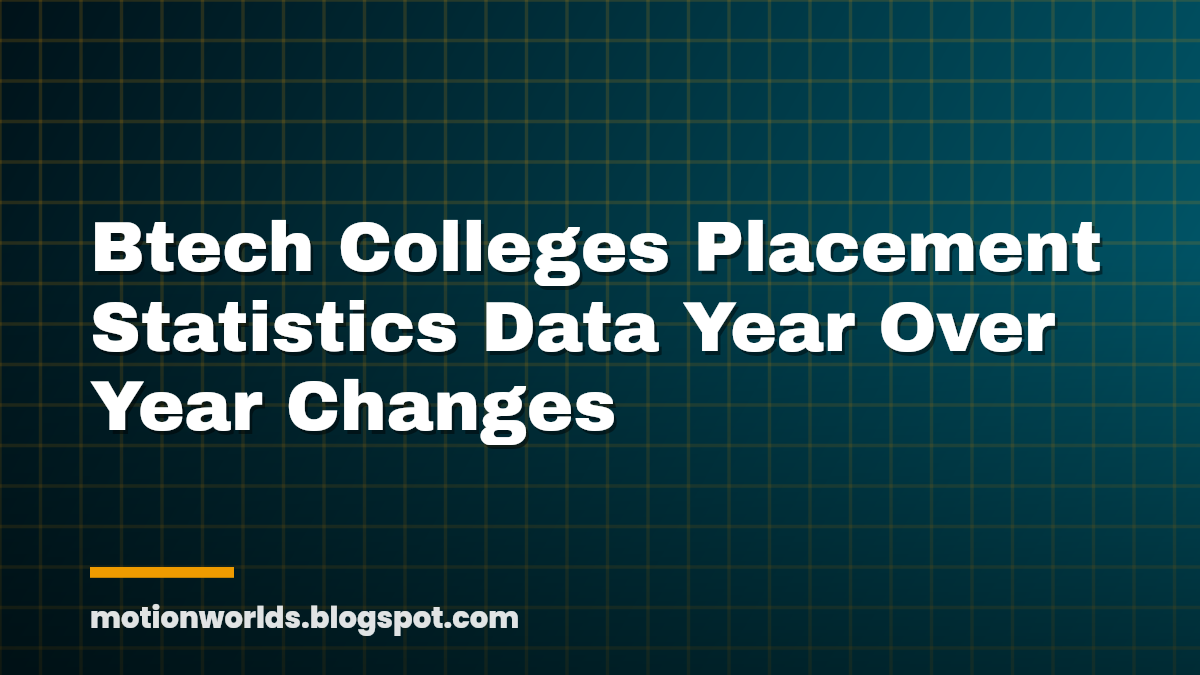 Btech Colleges Placement
Statistics Data Year Over
Year Changes
motionworlds.blogspot.com